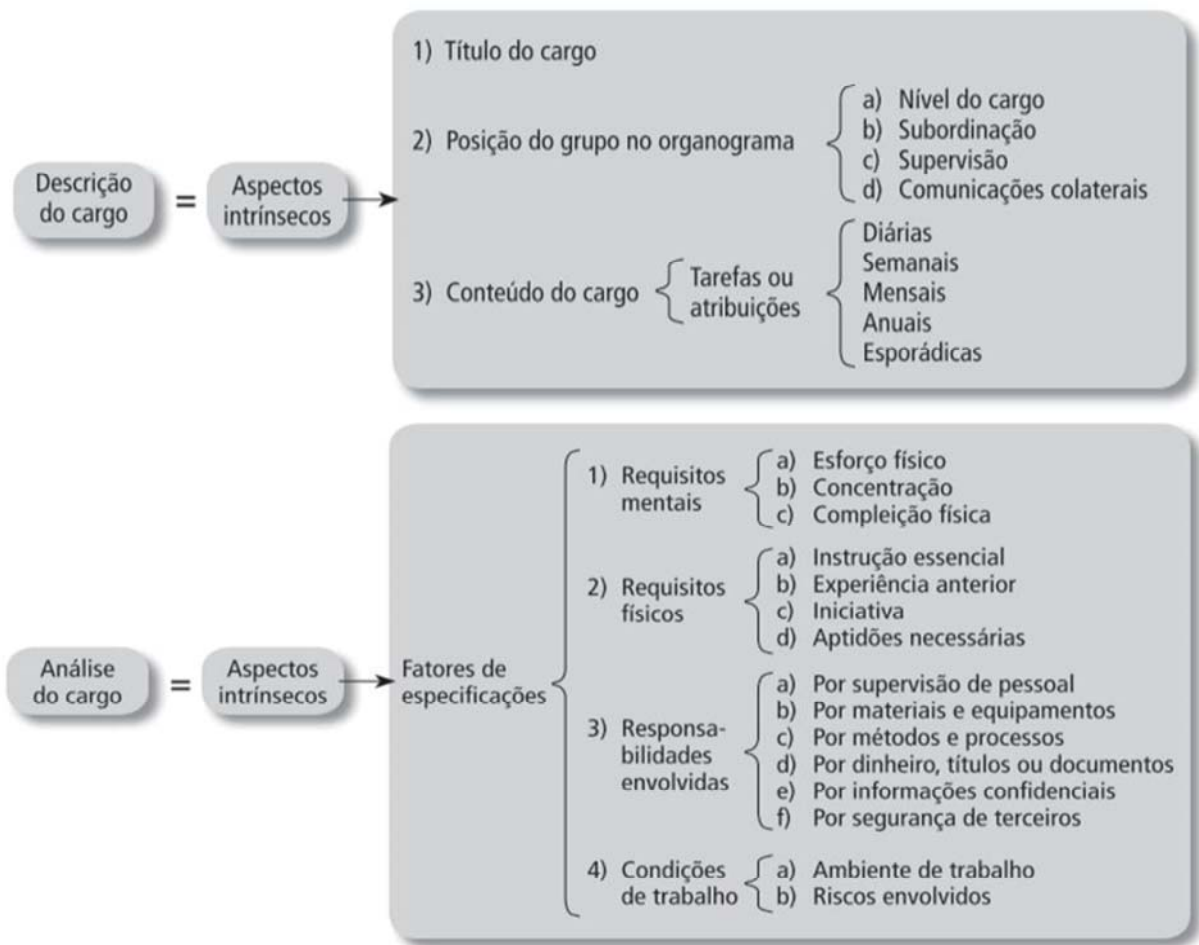 1) Título do cargo
2) Posição do grupo no organograma
a) Nível do cargo
b) Subordinação
c) Supervisão
d) Comunicações colaterais
Descrição
do cargo
=
Aspectos
intrínsecos
3) Conteúdo do cargo
Tarefas ou
atribuições
Diárias
Semanais
Mensais
Anuais
Esporádicas
Análise
do cargo
=
Aspectos
intrínsecos
Fatores de
especificações
1) Requisitos
mentais
a) Esforço físico
b) Concentração
c) Compleição física
2) Requisitos
físicos
a) Instrução essencial
b) Experiência anterior
c) Iniciativa
d) Aptidões necessárias
3) Responsa-
bilidades
envolvidas
a) Por supervisão de pessoal
b) Por materiais e equipamentos
c) Por métodos e processos
d) Por dinheiro, títulos ou documentos
e) Por informações confidenciais
f) Por segurança de terceiros
4) Condições
de trabalho
a) Ambiente de trabalho
b) Riscos envolvidos